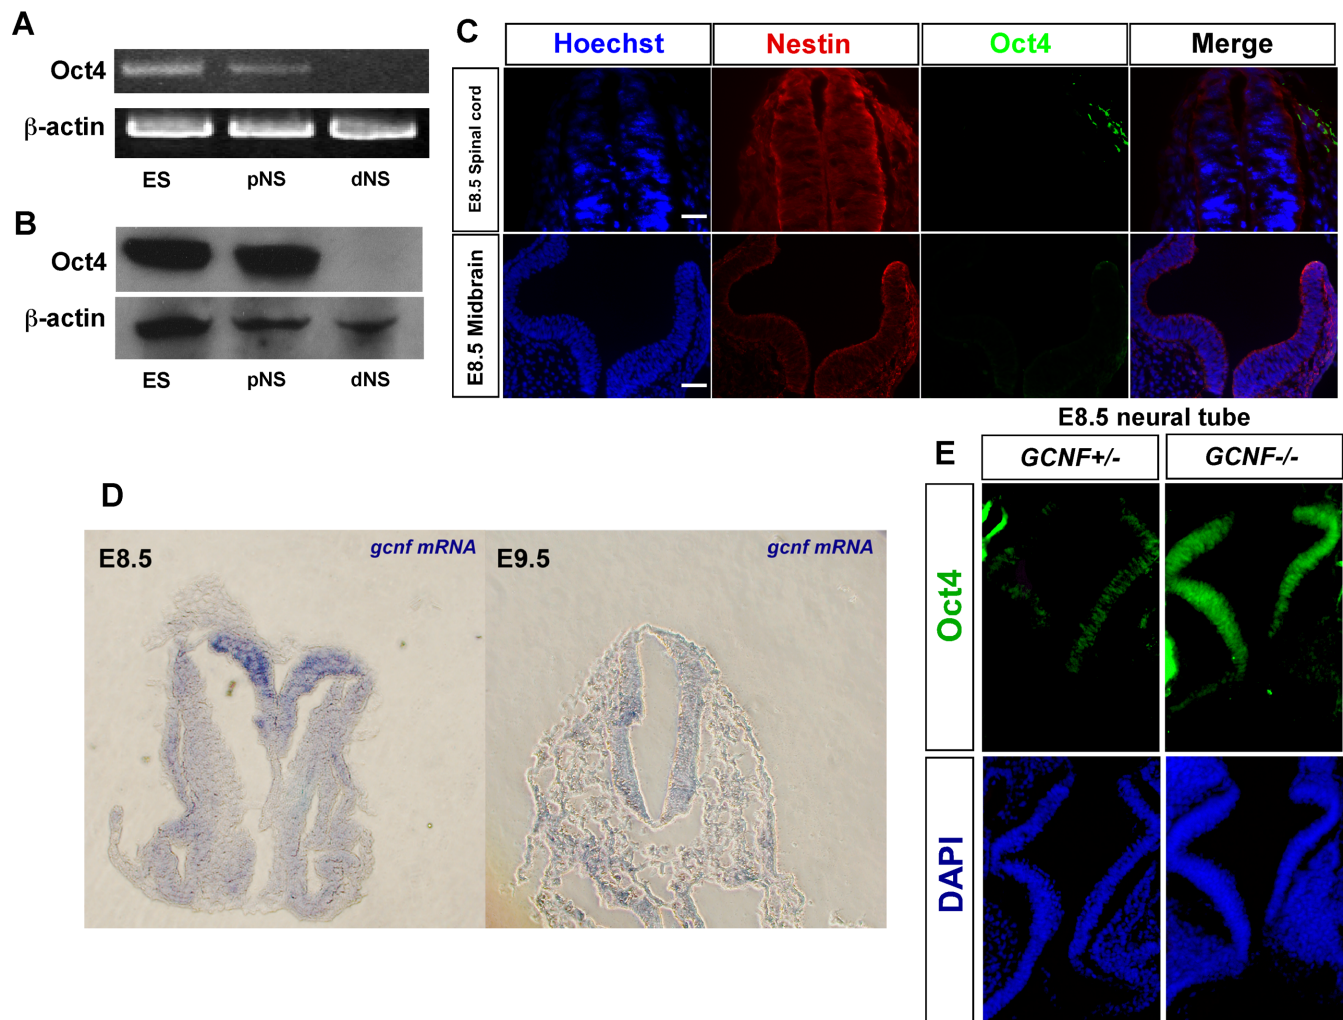 A
Oct4
β-actin
ES pNS dNS
B
Oct4
β-actin
ES pNS dNS
C
Hoechst Nestin Oct4 Merge
E8.5 Spinal cord
E8.5 Midbrain
D
E8.5 gcnf mRNA
E9.5 gcnf mRNA
E8.5 neural tube
E
GCNF+/- GCNF-/-
Oct4
DAPI